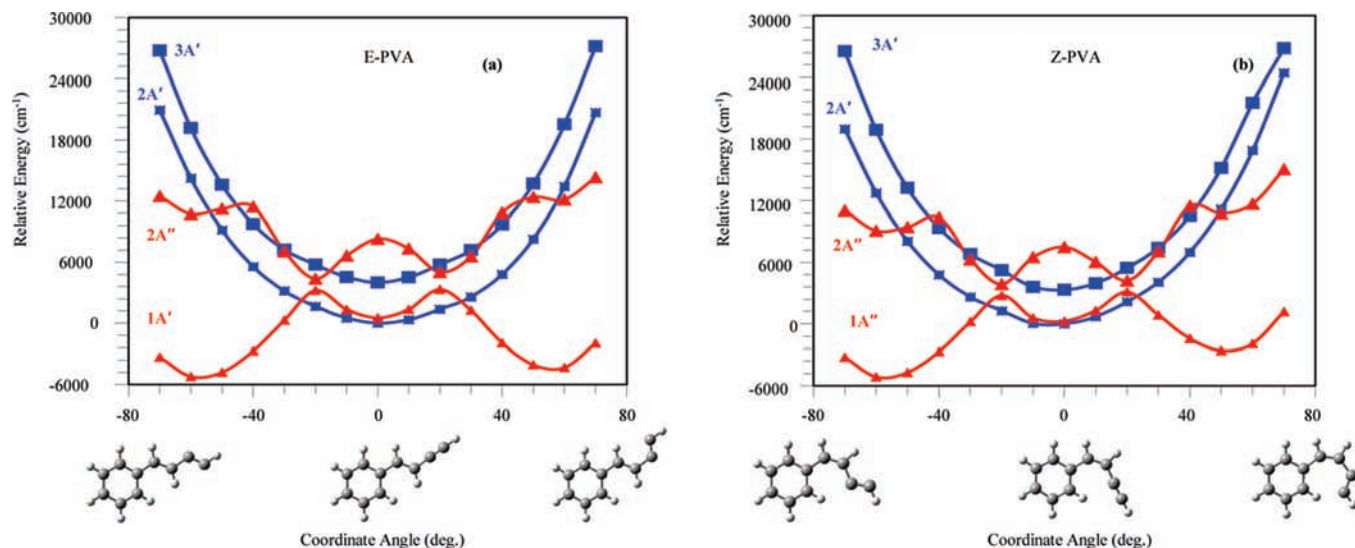 30000
24000
18000
12000
6000
0
-6000
Relative Energy (cm⁻¹)
3A′
2A′
2A″
1A′
E-PVA
(a)
-80
-40
0
40
80
Coordinate Angle (deg.)
30000
24000
18000
12000
6000
0
-6000
Relative Energy (cm⁻¹)
3A′
2A′
2A″
1A″
Z-PVA
(b)
-80
-40
0
40
80
Coordinate Angle (deg.)